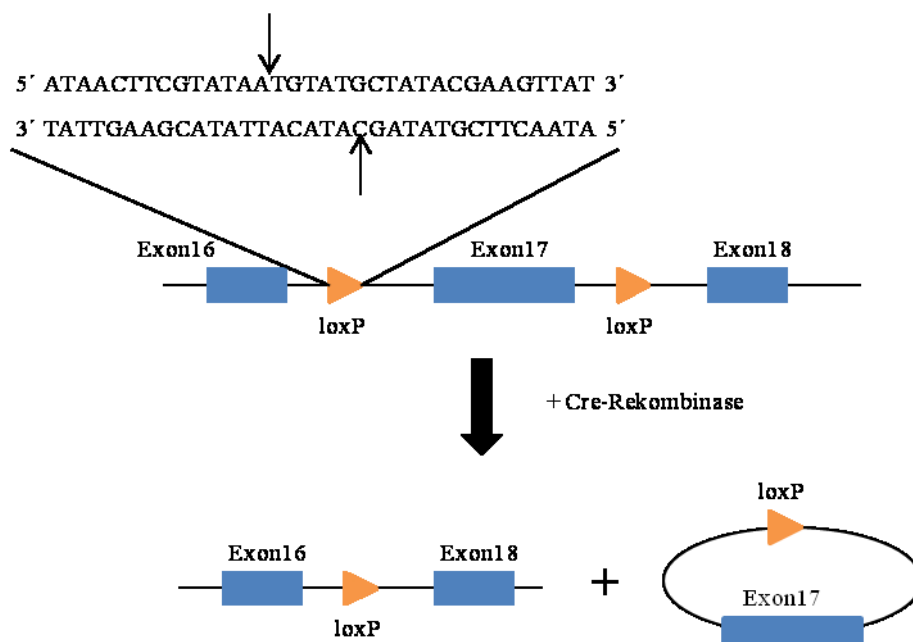 5´ ATAACTTCGTATAATGTATGCTATACGAAGTTAT 3´
3´ TATTGAAGCATATTACATACGATATGCTTCAATA 5´
Exon16 Exon17 Exon18
loxP loxP
+ Cre-Rekombinase
loxP
Exon16 Exon18
+
Exon17
loxP